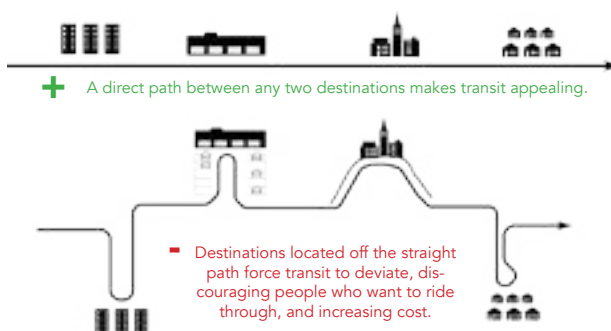 + A direct path between any two destinations makes transit appealing.
- Destinations located off the straight
path force transit to deviate, dis-
couraging people who want to ride
through, and increasing cost.